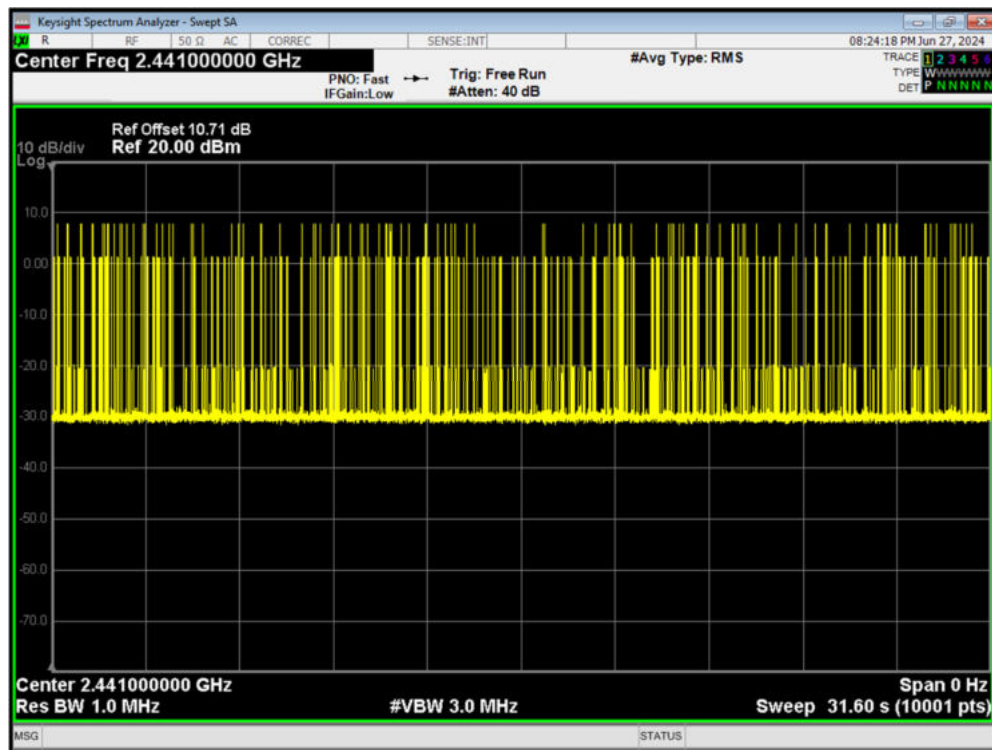 Keysight Spectrum Analyzer - Swept SA
R RF 50 Ω AC CORREC SENSE:INT 08:24:18 PM Jun 27, 2024
Center Freq 2.441000000 GHz #Avg Type: RMS TRACE 1 2 3 4 5 6
PNO: Fast Trig: Free Run TYPE WWWWWW
IFGain:Low #Atten: 40 dB DET P N N N N N
Ref Offset 10.71 dB
10 dB/div Ref 20.00 dBm
Log
10.0
0.00
-10.0
-20.0
-30.0
-40.0
-50.0
-60.0
-70.0
Center 2.441000000 GHz Span 0 Hz
Res BW 1.0 MHz #VBW 3.0 MHz Sweep 31.60 s (10001 pts)
MSG STATUS